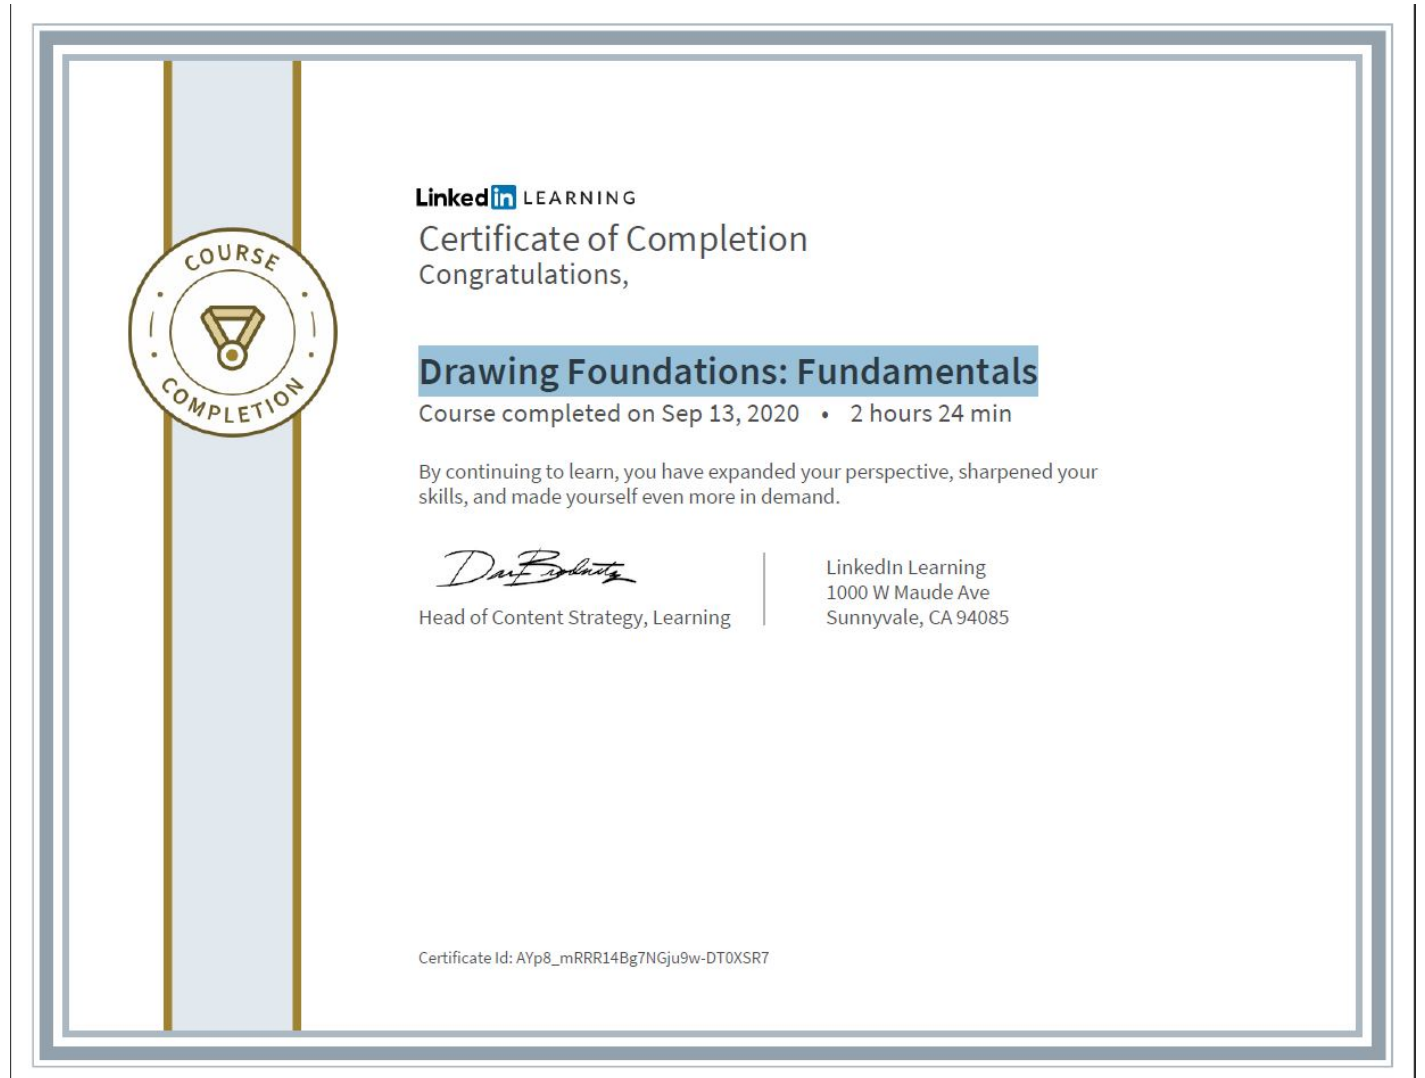 COURSE
COMPLETION
Linkedin LEARNING
Certificate of Completion
Congratulations,
Drawing Foundations: Fundamentals
Course completed on Sep 13, 2020 • 2 hours 24 min
By continuing to learn, you have expanded your perspective, sharpened your
skills, and made yourself even more in demand.
Head of Content Strategy, Learning
LinkedIn Learning
1000 W Maude Ave
Sunnyvale, CA 94085
Certificate Id: AYp8_mRRR14Bg7NGju9w-DT0XSR7